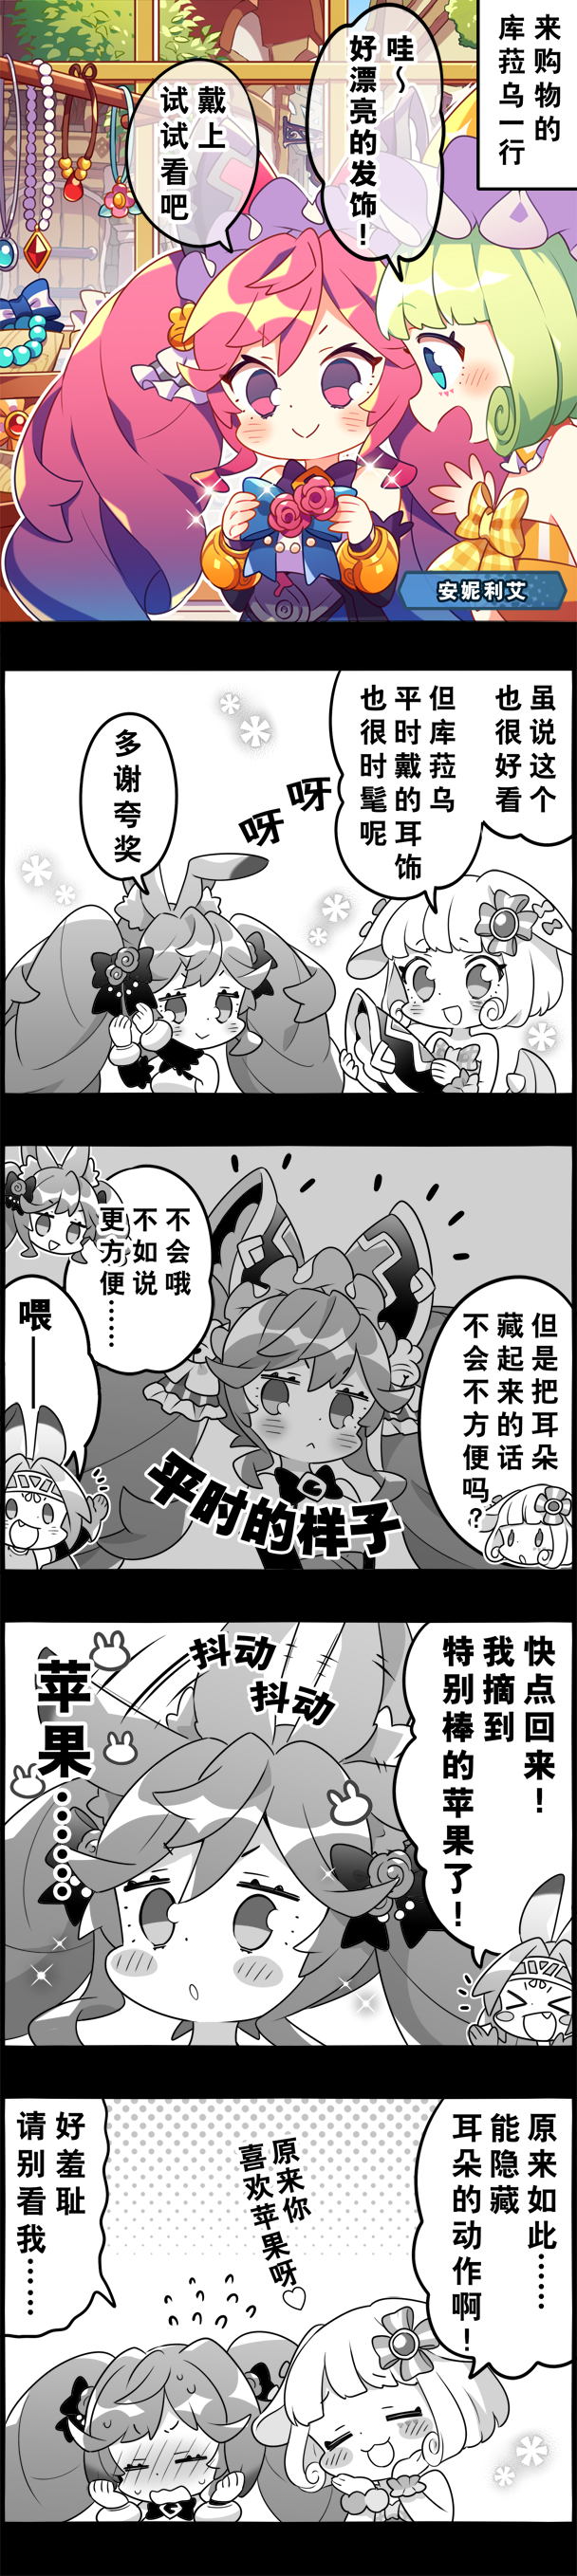 来购物的
库菈乌一行
哇～
好漂亮的发饰！
戴上
试试看吧
安妮利艾
虽说这个
也很好看
但库菈乌
平时戴的耳饰
也很时髦呢
呀
呀
多谢夸奖
但是把耳朵
藏起来的话
不会不方便吗？
平时的样子
不会哦
不如说
更方便……
喂——
快点回来！
我摘到
特别棒的苹果了！
抖动
抖动
苹果……
原来如此……
能隐藏
耳朵的动作啊！
原来你
喜欢苹果呀♡
好羞耻
请别看我……